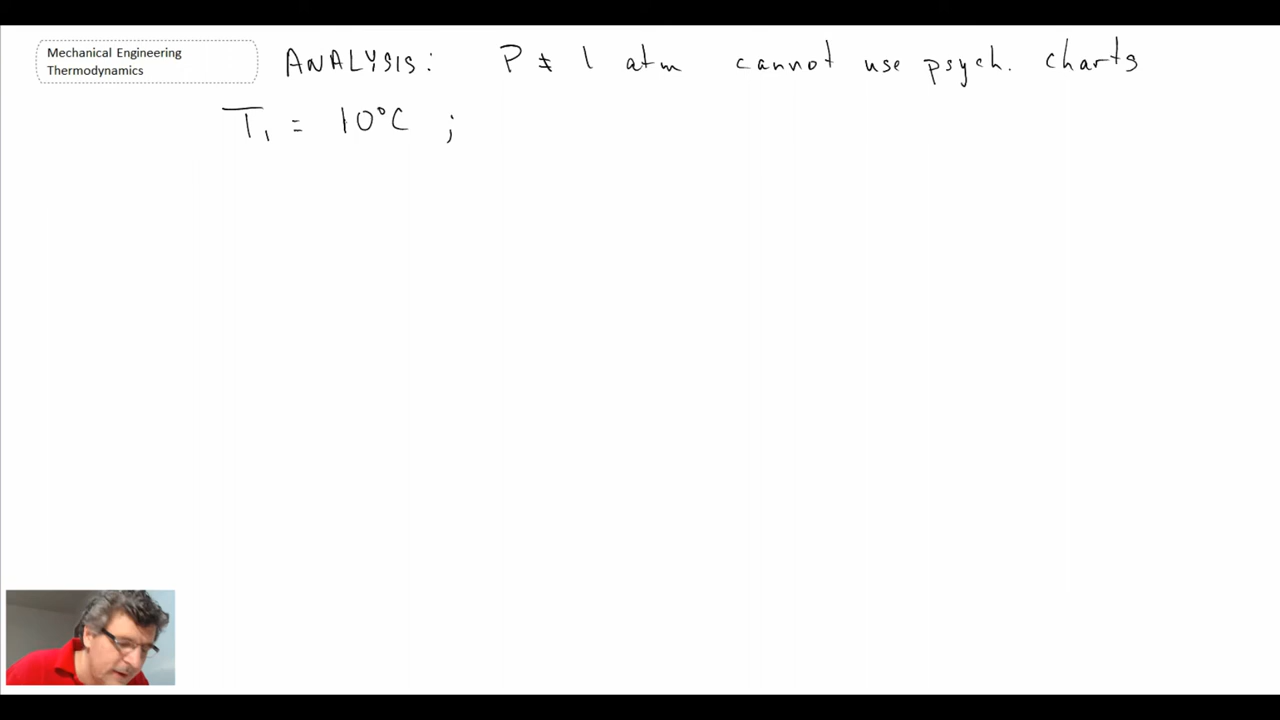 Mechanical Engineering
Thermodynamics
ANALYSIS: P ≠ 1 atm cannot use psych. charts
T₁ = 10°C ;